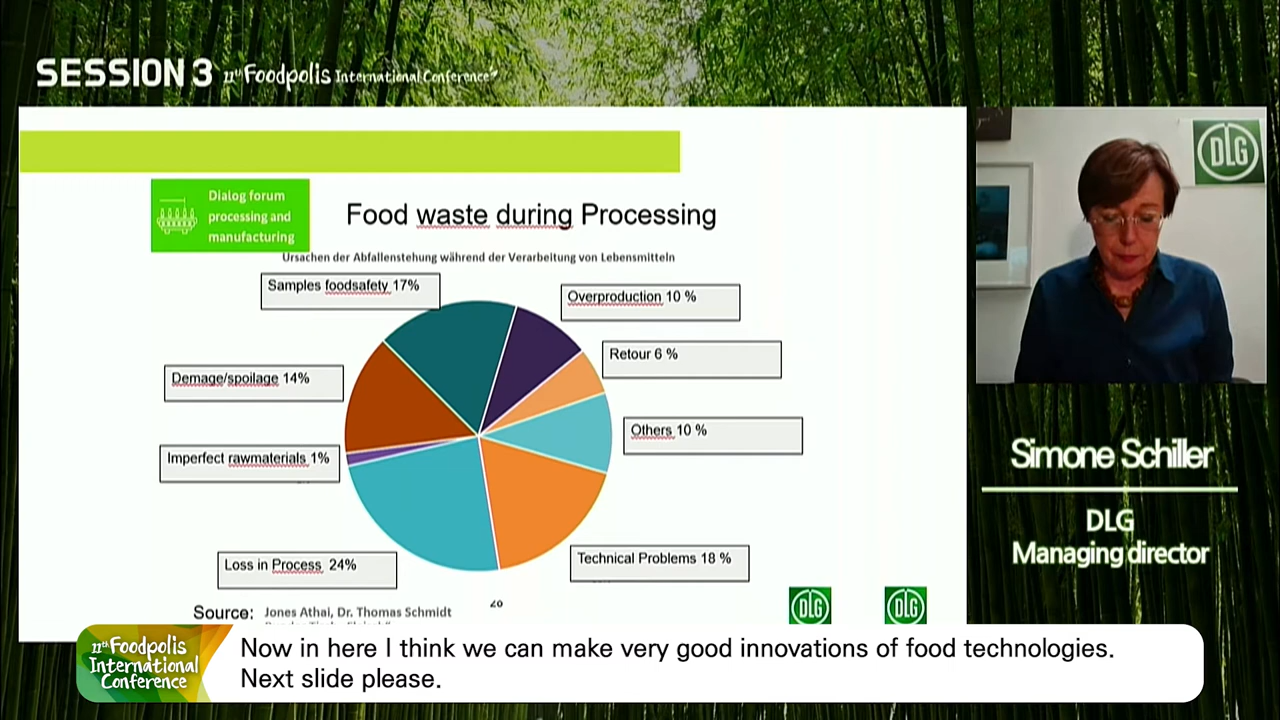 SESSION 3 11th Foodpolis International Conference
Dialog forum
processing and
manufacturing
Food waste during Processing
Ursachen der Abfallenstehung während der Verarbeitung von Lebensmitteln
Samples foodsafety 17%
Overproduction 10 %
Retour 6 %
Demage/spoilage 14%
Others 10 %
Imperfect rawmaterials 1%
Loss in Process 24%
Technical Problems 18 %
Source: Jones Athai, Dr. Thomas Schmidt
DLG
DLG
DLG
Simone Schiller
DLG
Managing director
11th Foodpolis
International
Conference
Now in here I think we can make very good innovations of food technologies.
Next slide please.